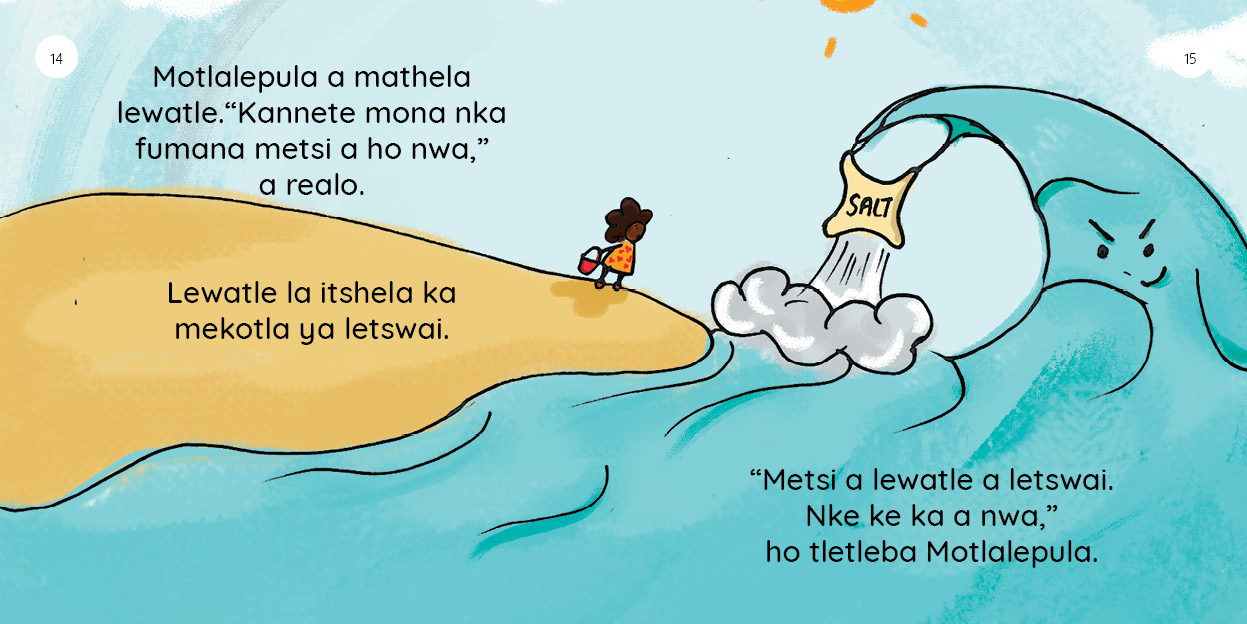 14
Motlalepula a mathela
lewatle.“Kannete mona nka
fumana metsi a ho nwa,”
a realo.
Lewatle la itshela ka
mekotla ya letswai.
15
SALT
“Metsi a lewatle a letswai.
Nke ke ka a nwa,”
ho tletleba Motlalepula.